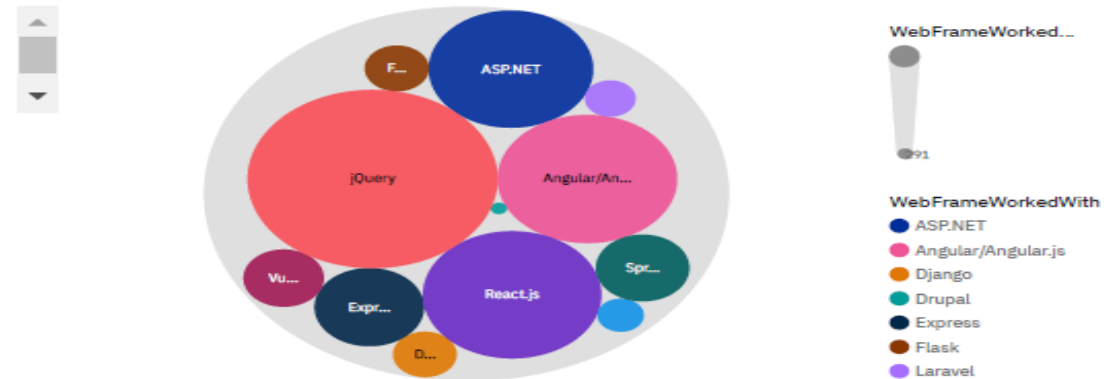 WebFrameWorked...
F...
ASP.NET
jQuery
Angular/An...
291
WebFrameWorkedWith
ASP.NET
Angular/Angular.js
Django
Drupal
Express
Flask
Laravel
Vu...
Spr...
React.js
Expr...
D...